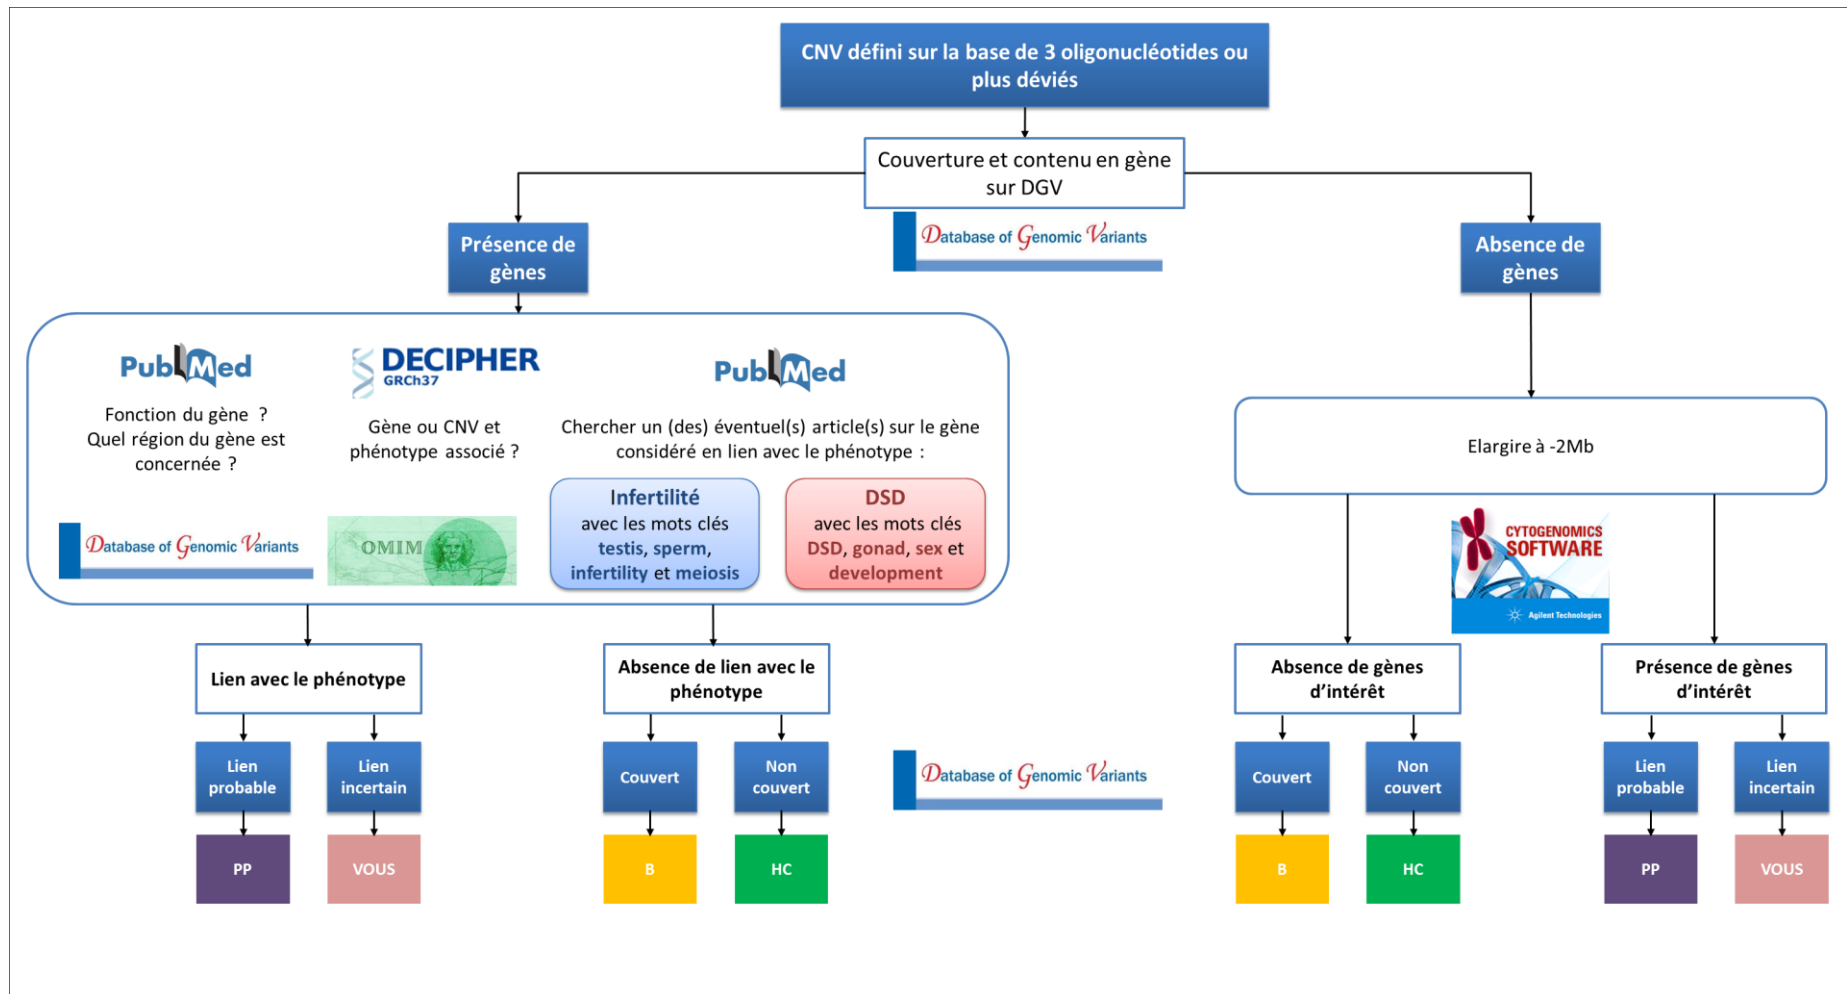 CNV défini sur la base de 3 oligonucléotides ou
plus déviés
Couverture et contenu en gène
sur DGV
Database of Genomic Variants
Présence de
gènes
Absence de
gènes
PubMed
Fonction du gène ?
Quel région du gène est
concernée ?
Database of Genomic Variants
DECIPHER
GRCh37
Gène ou CNV et
phénotype associé ?
OMIM
PubMed
Chercher un (des) éventuel(s) article(s) sur le gène
considéré en lien avec le phénotype :
Infertilité
avec les mots clés
testis, sperm,
infertility et meiosis
DSD
avec les mots clés
DSD, gonad, sex et
development
Elargire à -2Mb
CYTOGENOMICS
SOFTWARE
Agilent Technologies
Lien avec le phénotype
Absence de lien avec le
phénotype
Absence de gènes
d'intérêt
Présence de gènes
d'intérêt
Lien
probable
Lien
incertain
Couvert
Non
couvert
Database of Genomic Variants
Couvert
Non
couvert
Lien
probable
Lien
incertain
PP
VOUS
B
HC
B
HC
PP
VOUS